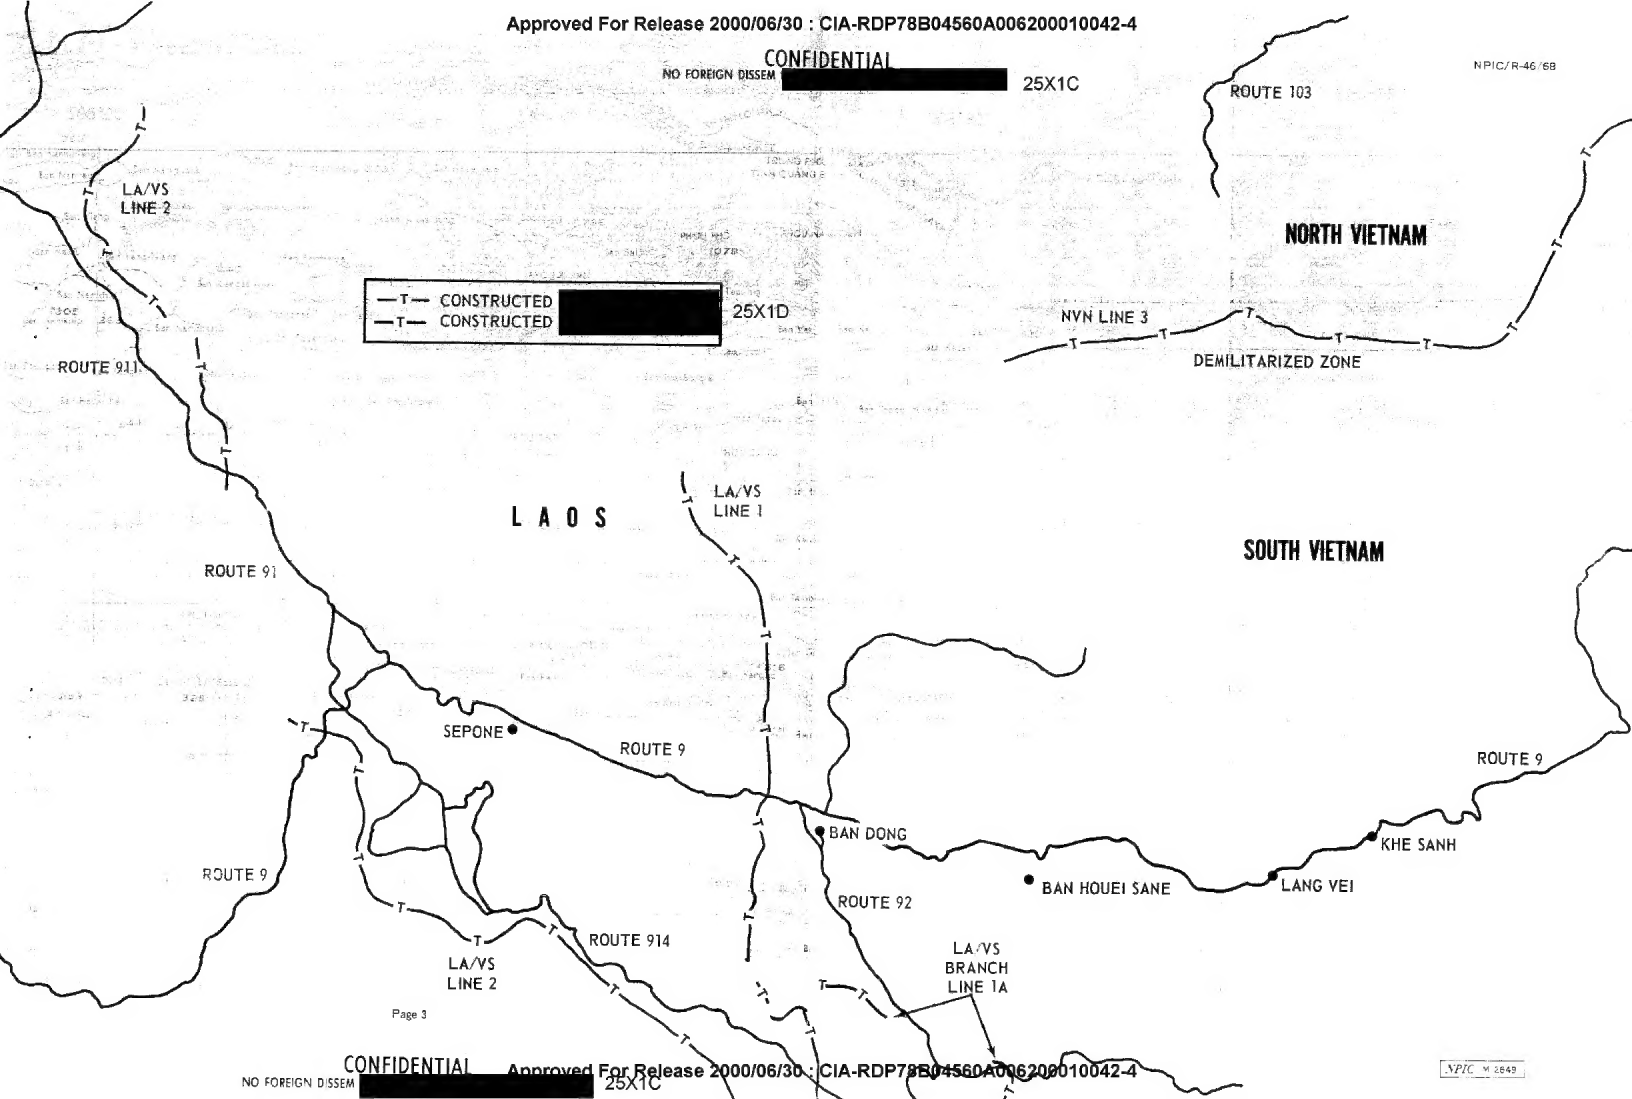 Approved For Release 2000/06/30 : CIA-RDP78B04560A006200010042-4
CONFIDENTIAL
NO FOREIGN DISSEM
25X1C
NPIC/R-46/68
ROUTE 103
LA/VS
LINE 2
NORTH VIETNAM
—T— CONSTRUCTED
—T— CONSTRUCTED
25X1D
NVN LINE 3
DEMILITARIZED ZONE
ROUTE 911
LA/VS
LINE 1
LAOS
SOUTH VIETNAM
ROUTE 91
SEPONE
ROUTE 9
ROUTE 9
BAN DONG
KHE SANH
ROUTE 9
BAN HOUEI SANE
LANG VEI
ROUTE 92
ROUTE 914
LA/VS
BRANCH
LINE 1A
LA/VS
LINE 2
Page 3
CONFIDENTIAL
NO FOREIGN DISSEM
Approved For Release 2000/06/30 : CIA-RDP78B04560A006200010042-4
25X1C
NPIC M 2649